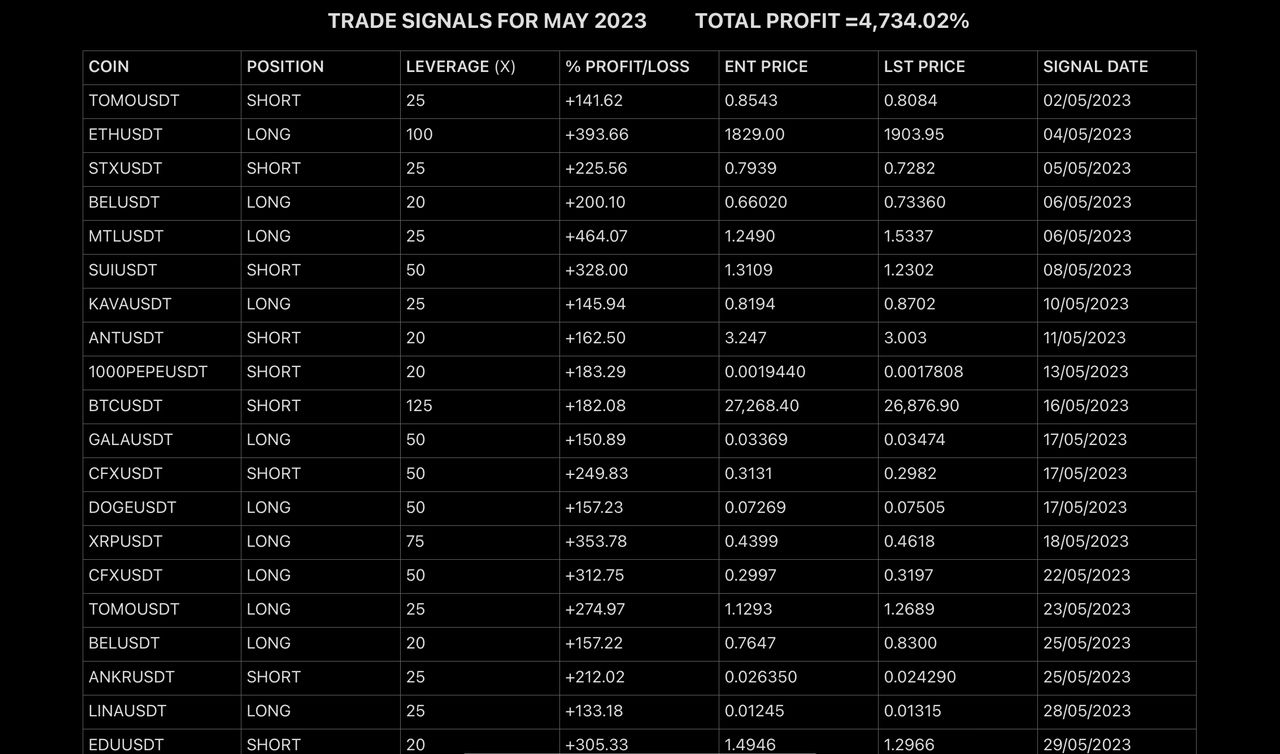 TRADE SIGNALS FOR MAY 2023 TOTAL PROFIT =4,734.02%
COIN POSITION LEVERAGE (X) % PROFIT/LOSS ENT PRICE LST PRICE SIGNAL DATE
TOMOUSDT SHORT 25 +141.62 0.8543 0.8084 02/05/2023
ETHUSDT LONG 100 +393.66 1829.00 1903.95 04/05/2023
STXUSDT SHORT 25 +225.56 0.7939 0.7282 05/05/2023
BELUSDT LONG 20 +200.10 0.66020 0.73360 06/05/2023
MTLUSDT LONG 25 +464.07 1.2490 1.5337 06/05/2023
SUIUSDT SHORT 50 +328.00 1.3109 1.2302 08/05/2023
KAVAUSDT LONG 25 +145.94 0.8194 0.8702 10/05/2023
ANTUSDT SHORT 20 +162.50 3.247 3.003 11/05/2023
1000PEPEUSDT SHORT 20 +183.29 0.0019440 0.0017808 13/05/2023
BTCUSDT SHORT 125 +182.08 27,268.40 26,876.90 16/05/2023
GALAUSDT LONG 50 +150.89 0.03369 0.03474 17/05/2023
CFXUSDT SHORT 50 +249.83 0.3131 0.2982 17/05/2023
DOGEUSDT LONG 50 +157.23 0.07269 0.07505 17/05/2023
XRPUSDT LONG 75 +353.78 0.4399 0.4618 18/05/2023
CFXUSDT LONG 50 +312.75 0.2997 0.3197 22/05/2023
TOMOUSDT LONG 25 +274.97 1.1293 1.2689 23/05/2023
BELUSDT LONG 20 +157.22 0.7647 0.8300 25/05/2023
ANKRUSDT SHORT 25 +212.02 0.026350 0.024290 25/05/2023
LINAUSDT LONG 25 +133.18 0.01245 0.01315 28/05/2023
EDUUSDT SHORT 20 +305.33 1.4946 1.2966 29/05/2023